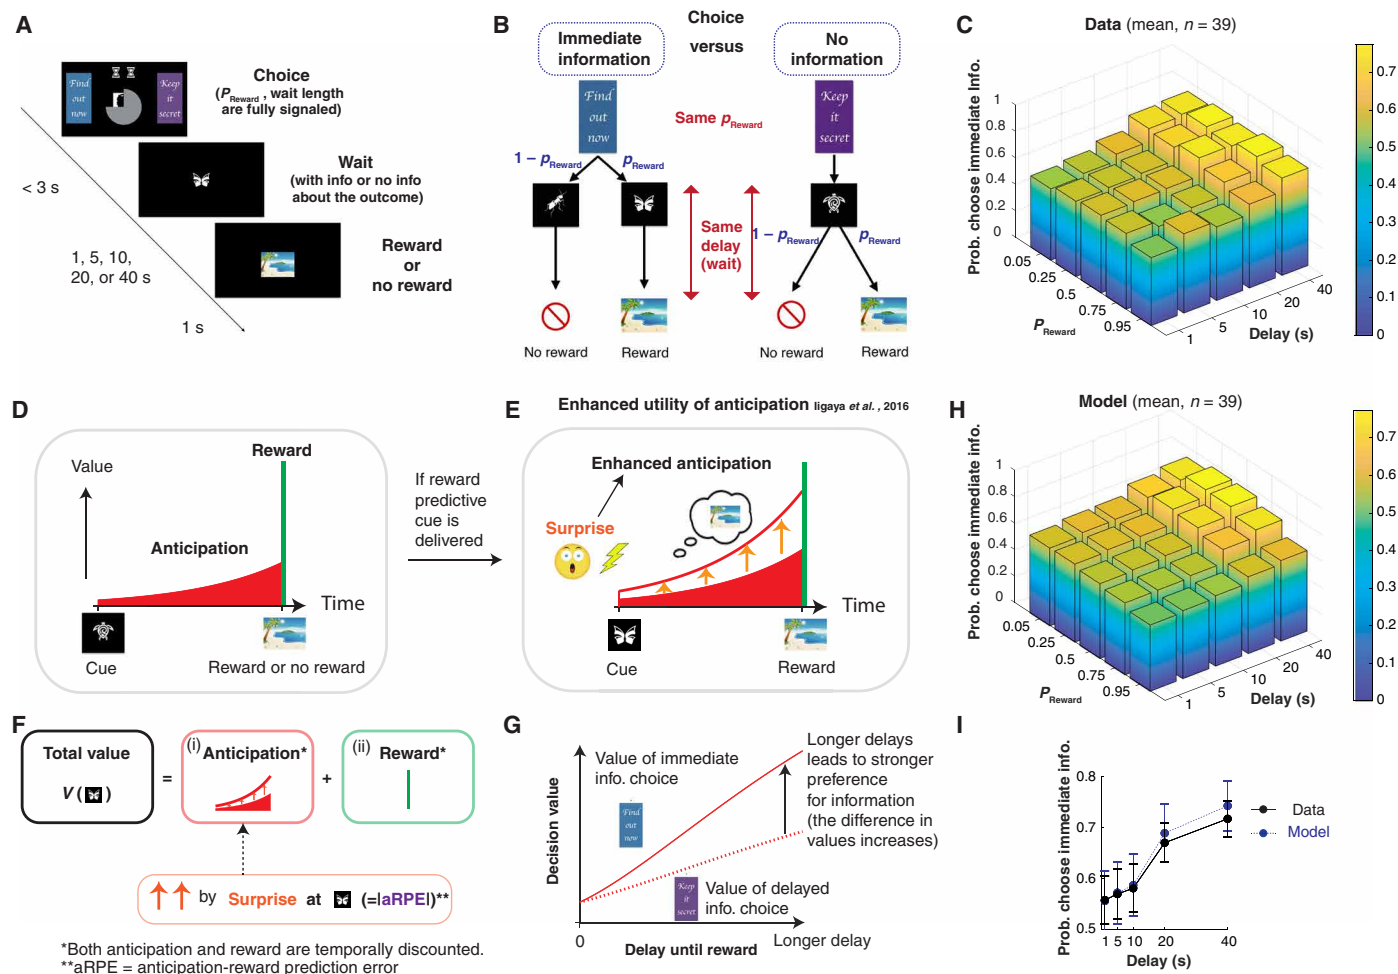 A
Find
out
now
Keep
it
secret
Choice
(PReward, wait length
are fully signaled)
< 3 s
Wait
(with info or no info
about the outcome)
1, 5, 10,
20, or 40 s
Reward
or
no reward
1 s
B
Choice
versus
Immediate
information
No
information
Find
out
now
Same pReward
Keep
it
secret
1 – pReward
pReward
Same
delay
(wait)
1 – pReward
pReward
No reward
Reward
No reward
Reward
C
Data (mean, n = 39)
Prob. choose immediate Info.
1
0.8
0.6
0.4
0.2
0
0.05
0.25
0.5
0.75
0.95
PReward
1
5
10
20
40
Delay (s)
0.7
0.6
0.5
0.4
0.3
0.2
0.1
0
D
Value
Reward
Anticipation
Time
Cue
Reward or no reward
If reward
predictive
cue is
delivered
E
Enhanced utility of anticipation Iigaya et al., 2016
Enhanced anticipation
Surprise
Time
Cue
Reward
H
Model (mean, n = 39)
Prob. choose immediate info.
1
0.8
0.6
0.4
0.2
0
0.05
0.25
0.5
0.75
0.95
PReward
1
5
10
20
40
Delay (s)
0.7
0.6
0.5
0.4
0.3
0.2
0.1
0
F
Total value
V ( )
=
(i) Anticipation*
+
(ii) Reward*
by Surprise at (=|aRPE|)**
*Both anticipation and reward are temporally discounted.
**aRPE = anticipation-reward prediction error
G
Decision value
Value of immediate
info. choice
Find
out
now
Longer delays
leads to stronger
preference
for information
(the difference in
values increases)
Keep
it
secret
Value of delayed
info. choice
0
Delay until reward
Longer delay
I
Prob. choose immediate info.
0.8
0.7
0.6
0.5
1 5 10 20 40
Delay (s)
Data
Model